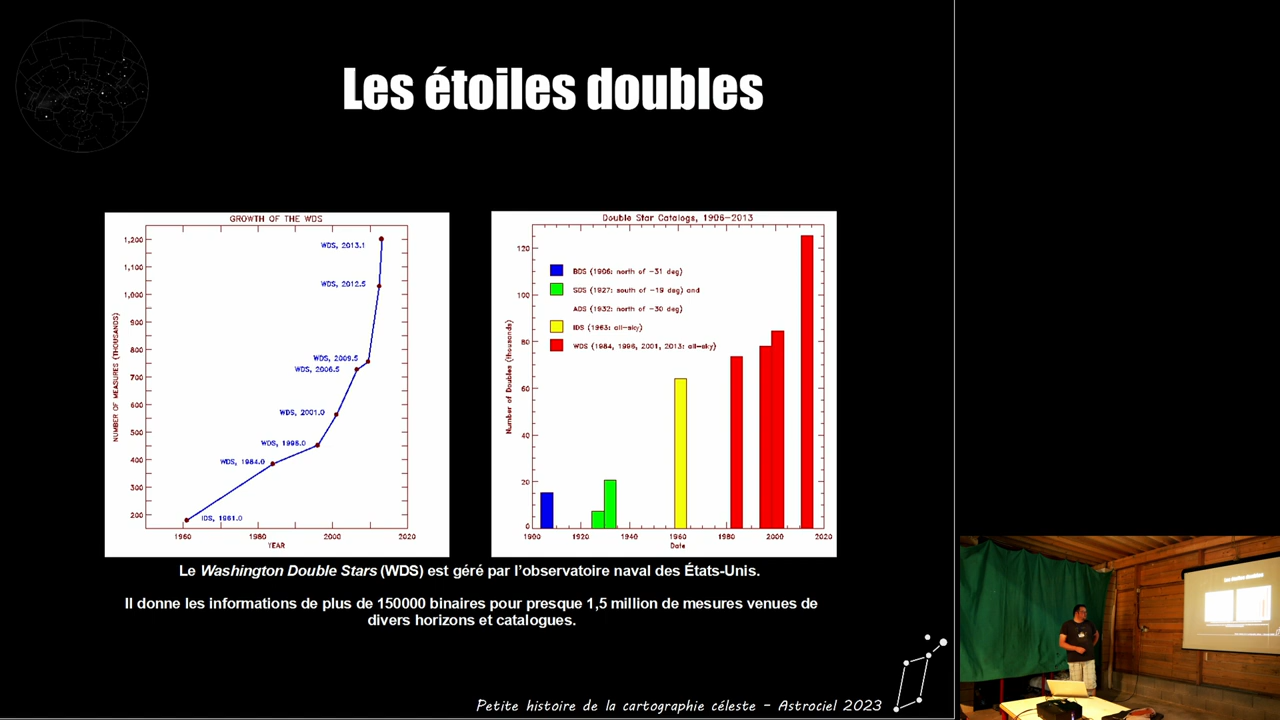 Les étoiles doubles
GROWTH OF THE WDS
1,200
1,100
1,000
900
800
700
600
500
400
300
200
NUMBER OF MEASURES (THOUSANDS)
WDS, 2013.1
WDS, 2012.5
WDS, 2009.5
WDS, 2006.5
WDS, 2001.0
WDS, 1996.0
WDS, 1984.0
IDS, 1961.0
1960 1980 2000 2020
YEAR
Double Star Catalogs, 1906-2013
120
100
80
60
40
20
0
Number of Doubles (thousands)
BDS (1906: north of -31 deg)
SDS (1927: south of -19 deg) and
ADS (1932: north of -30 deg)
IDS (1963: all-sky)
WDS (1984, 1996, 2001, 2013: all-sky)
1900 1920 1940 1960 1980 2000 2020
Date
Le Washington Double Stars (WDS) est géré par l'observatoire naval des États-Unis.
Il donne les informations de plus de 150000 binaires pour presque 1,5 million de mesures venues de
divers horizons et catalogues.
Petite histoire de la cartographie céleste - Astrociel 2023
Les étoiles doubles